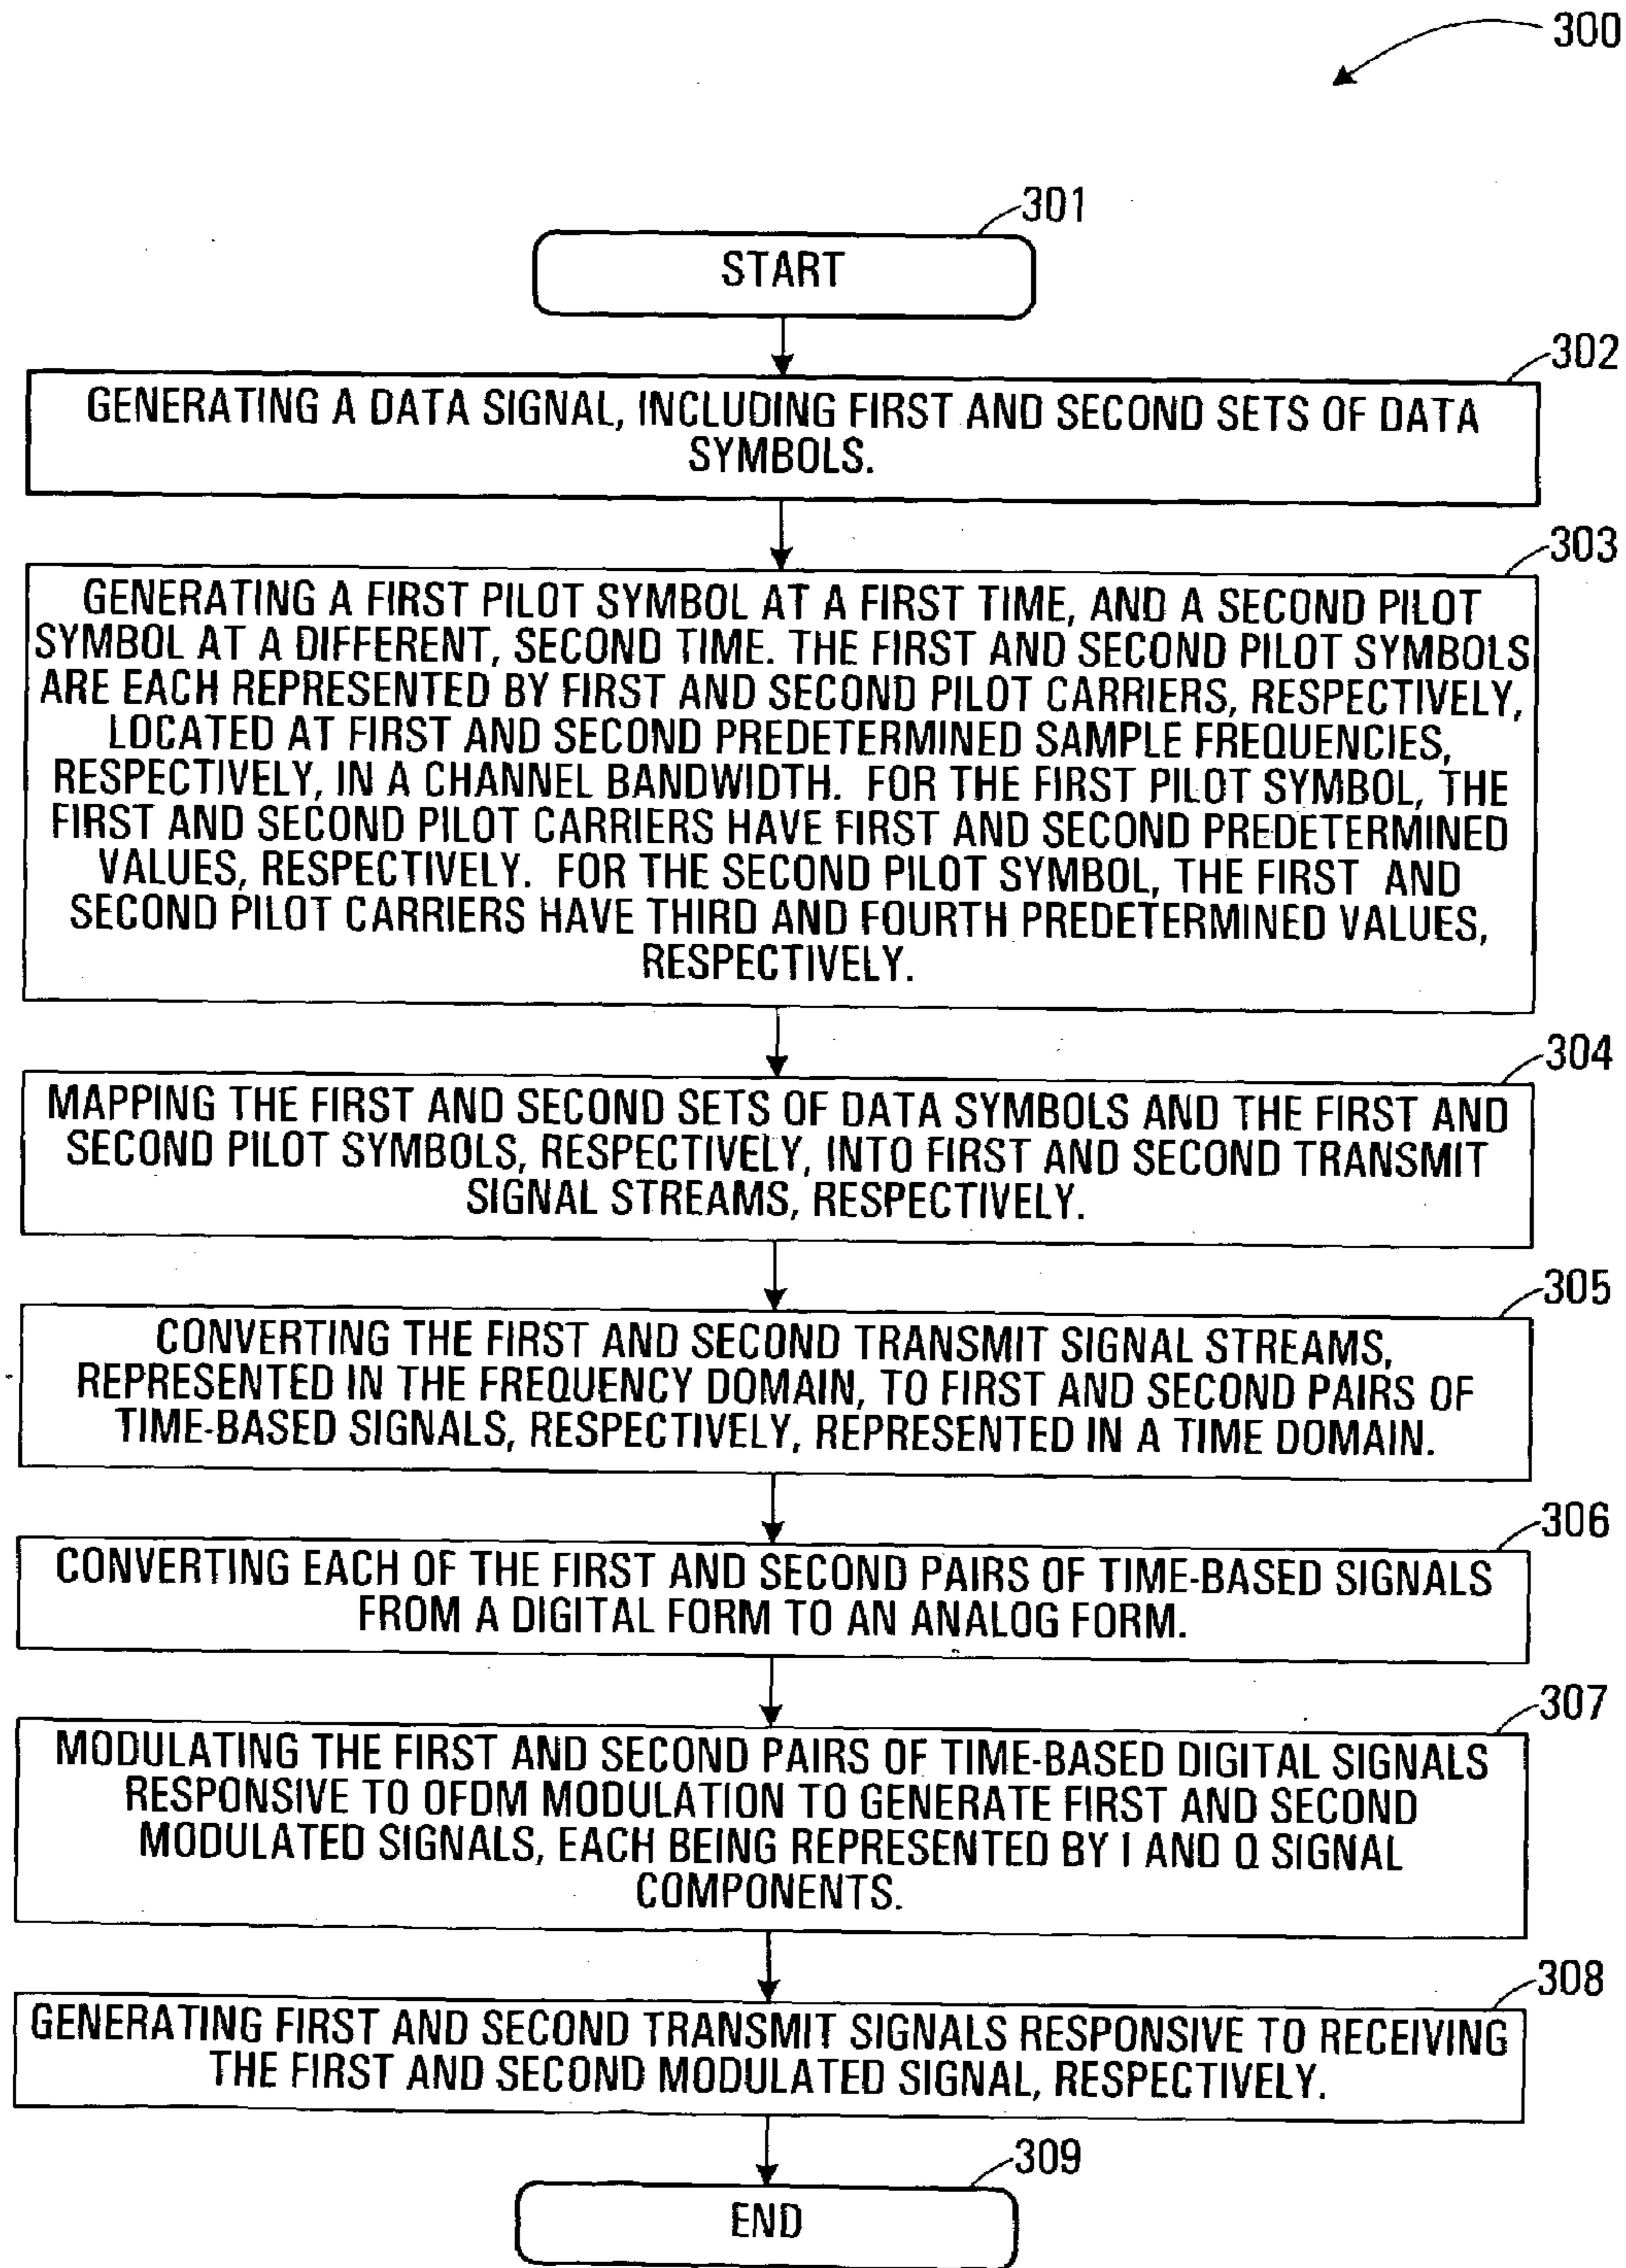 300
301
START
302
GENERATING A DATA SIGNAL, INCLUDING FIRST AND SECOND SETS OF DATA
SYMBOLS.
303
GENERATING A FIRST PILOT SYMBOL AT A FIRST TIME, AND A SECOND PILOT
SYMBOL AT A DIFFERENT, SECOND TIME. THE FIRST AND SECOND PILOT SYMBOLS
ARE EACH REPRESENTED BY FIRST AND SECOND PILOT CARRIERS, RESPECTIVELY,
LOCATED AT FIRST AND SECOND PREDETERMINED SAMPLE FREQUENCIES,
RESPECTIVELY, IN A CHANNEL BANDWIDTH. FOR THE FIRST PILOT SYMBOL, THE
FIRST AND SECOND PILOT CARRIERS HAVE FIRST AND SECOND PREDETERMINED
VALUES, RESPECTIVELY. FOR THE SECOND PILOT SYMBOL, THE FIRST AND
SECOND PILOT CARRIERS HAVE THIRD AND FOURTH PREDETERMINED VALUES,
RESPECTIVELY.
304
MAPPING THE FIRST AND SECOND SETS OF DATA SYMBOLS AND THE FIRST AND
SECOND PILOT SYMBOLS, RESPECTIVELY, INTO FIRST AND SECOND TRANSMIT
SIGNAL STREAMS, RESPECTIVELY.
305
CONVERTING THE FIRST AND SECOND TRANSMIT SIGNAL STREAMS,
REPRESENTED IN THE FREQUENCY DOMAIN, TO FIRST AND SECOND PAIRS OF
TIME-BASED SIGNALS, RESPECTIVELY, REPRESENTED IN A TIME DOMAIN.
306
CONVERTING EACH OF THE FIRST AND SECOND PAIRS OF TIME-BASED SIGNALS
FROM A DIGITAL FORM TO AN ANALOG FORM.
307
MODULATING THE FIRST AND SECOND PAIRS OF TIME-BASED DIGITAL SIGNALS
RESPONSIVE TO OFDM MODULATION TO GENERATE FIRST AND SECOND
MODULATED SIGNALS, EACH BEING REPRESENTED BY I AND Q SIGNAL
COMPONENTS.
308
GENERATING FIRST AND SECOND TRANSMIT SIGNALS RESPONSIVE TO RECEIVING
THE FIRST AND SECOND MODULATED SIGNAL, RESPECTIVELY.
309
END